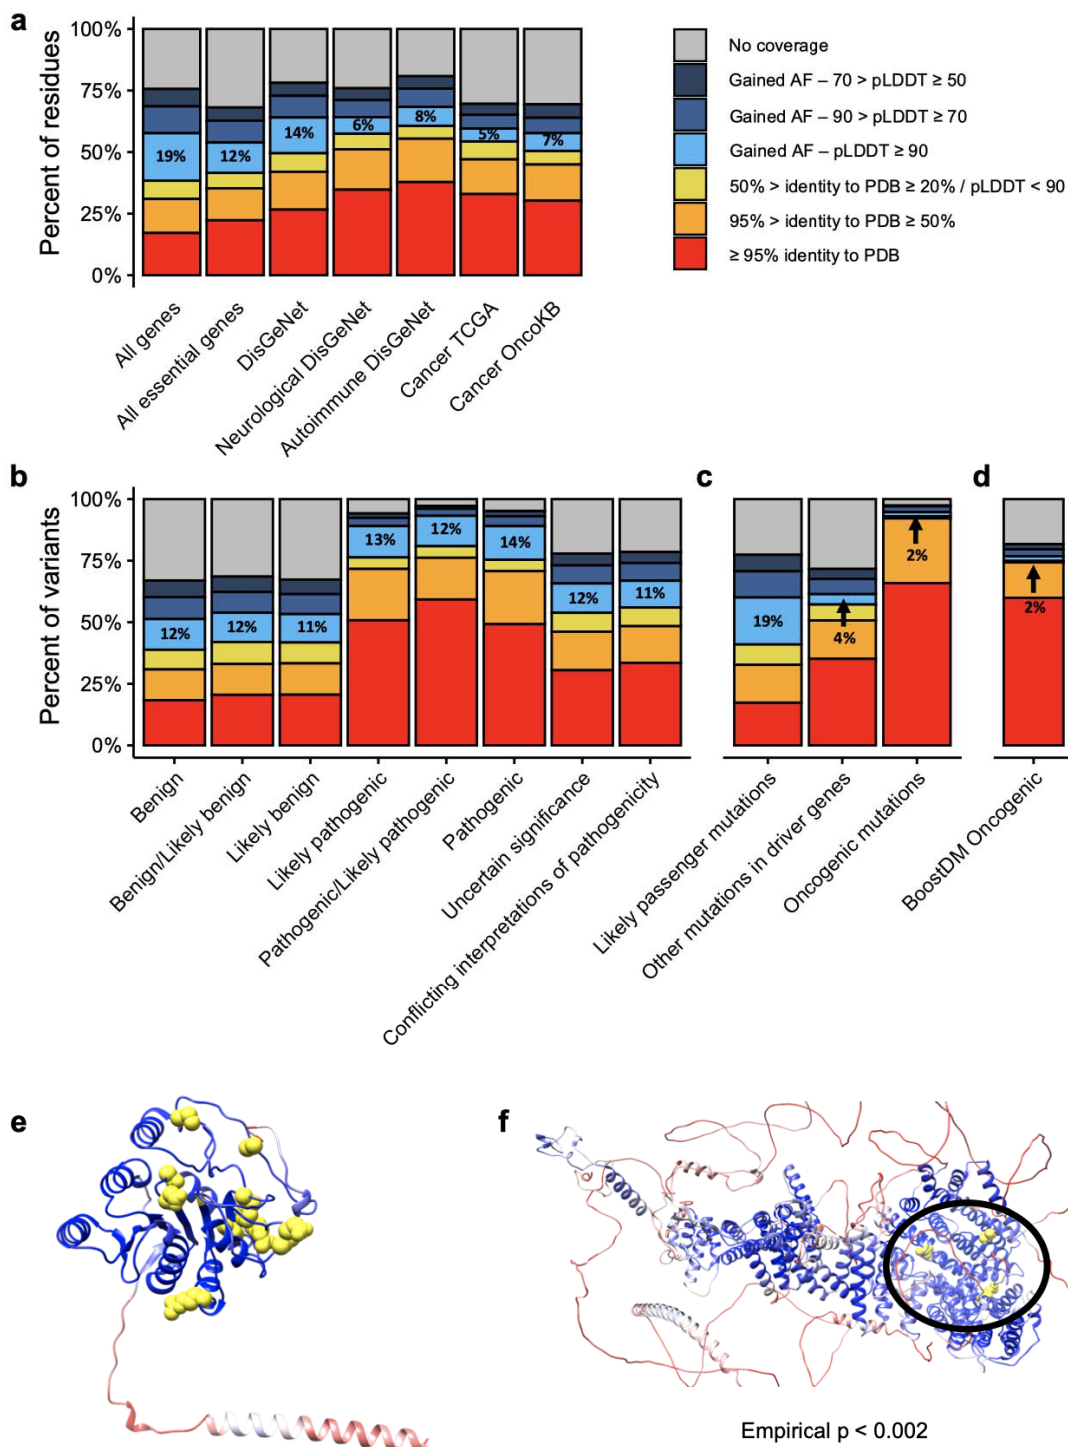 a
100%
75%
50%
25%
0%
Percent of residues
19%
12%
14%
6%
8%
5%
7%
All genes
All essential genes
DisGeNet
Neurological DisGeNet
Autoimmune DisGeNet
Cancer TCGA
Cancer OncoKB
No coverage
Gained AF – 70 > pLDDT ≥ 50
Gained AF – 90 > pLDDT ≥ 70
Gained AF – pLDDT ≥ 90
50% > identity to PDB ≥ 20% / pLDDT < 90
95% > identity to PDB ≥ 50%
≥ 95% identity to PDB
b
100%
75%
50%
25%
0%
Percent of variants
12%
12%
11%
13%
12%
14%
12%
11%
Benign
Benign/Likely benign
Likely benign
Likely pathogenic
Pathogenic/Likely pathogenic
Pathogenic
Uncertain significance
Conflicting interpretations of pathogenicity
c
19%
4%
2%
Likely passenger mutations
Other mutations in driver genes
Oncogenic mutations
d
2%
BoostDM Oncogenic
e
f
Empirical p < 0.002